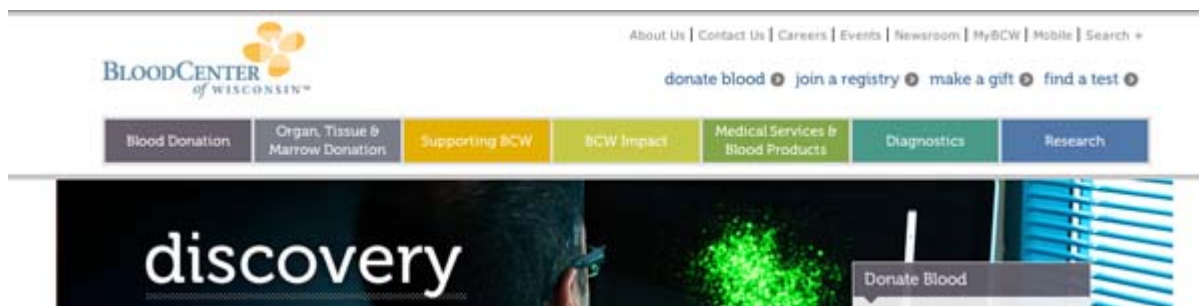 About Us | Contact Us | Careers | Events | Newsroom | MyBCW | Mobile | Search +
BLOODCENTER
of WISCONSIN™
donate blood join a registry make a gift find a test
Blood Donation
Organ, Tissue &
Marrow Donation
Supporting BCW
BCW Impact
Medical Services &
Blood Products
Diagnostics
Research
discovery
Donate Blood